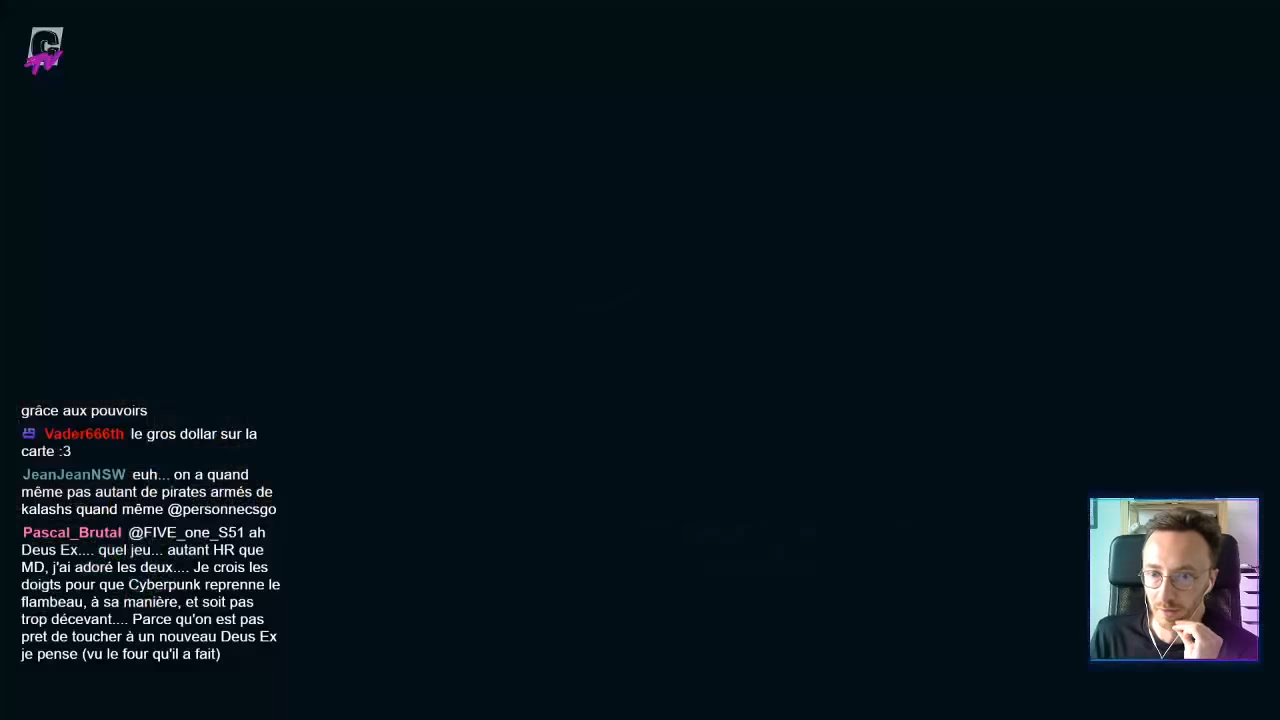 C
TV
grâce aux pouvoirs
Vader666th le gros dollar sur la
carte :3
JeanJeanNSW euh... on a quand
même pas autant de pirates armés de
kalashs quand même @personnecsgo
Pascal_Brutal @FIVE_one_S51 ah
Deus Ex.... quel jeu... autant HR que
MD, j'ai adoré les deux.... Je crois les
doigts pour que Cyberpunk reprenne le
flambeau, à sa manière, et soit pas
trop décevant.... Parce qu'on est pas
pret de toucher à un nouveau Deus Ex
je pense (vu le four qu'il a fait)